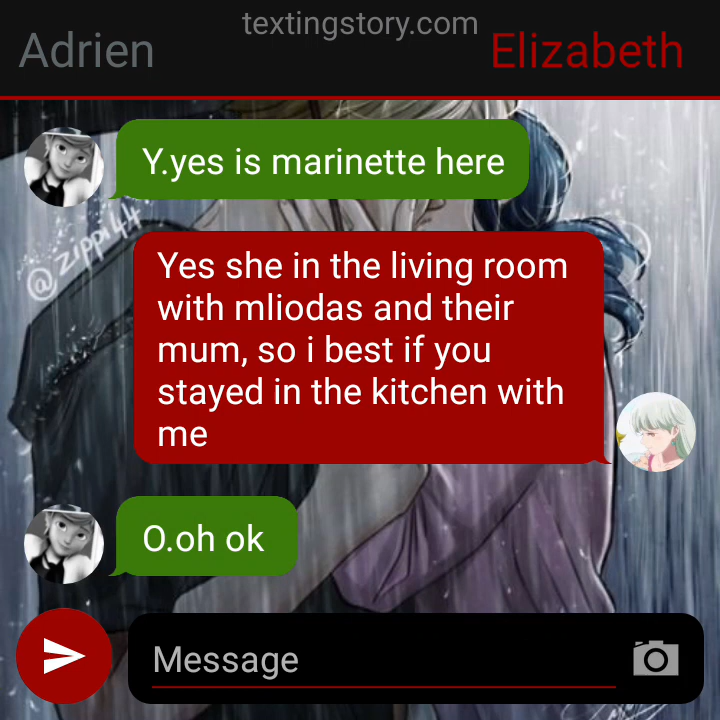 textingstory.com
Adrien
Elizabeth
Y.yes is marinette here
@zippi44
Yes she in the living room
with mliodas and their
mum, so i best if you
stayed in the kitchen with
me
O.oh ok
Message